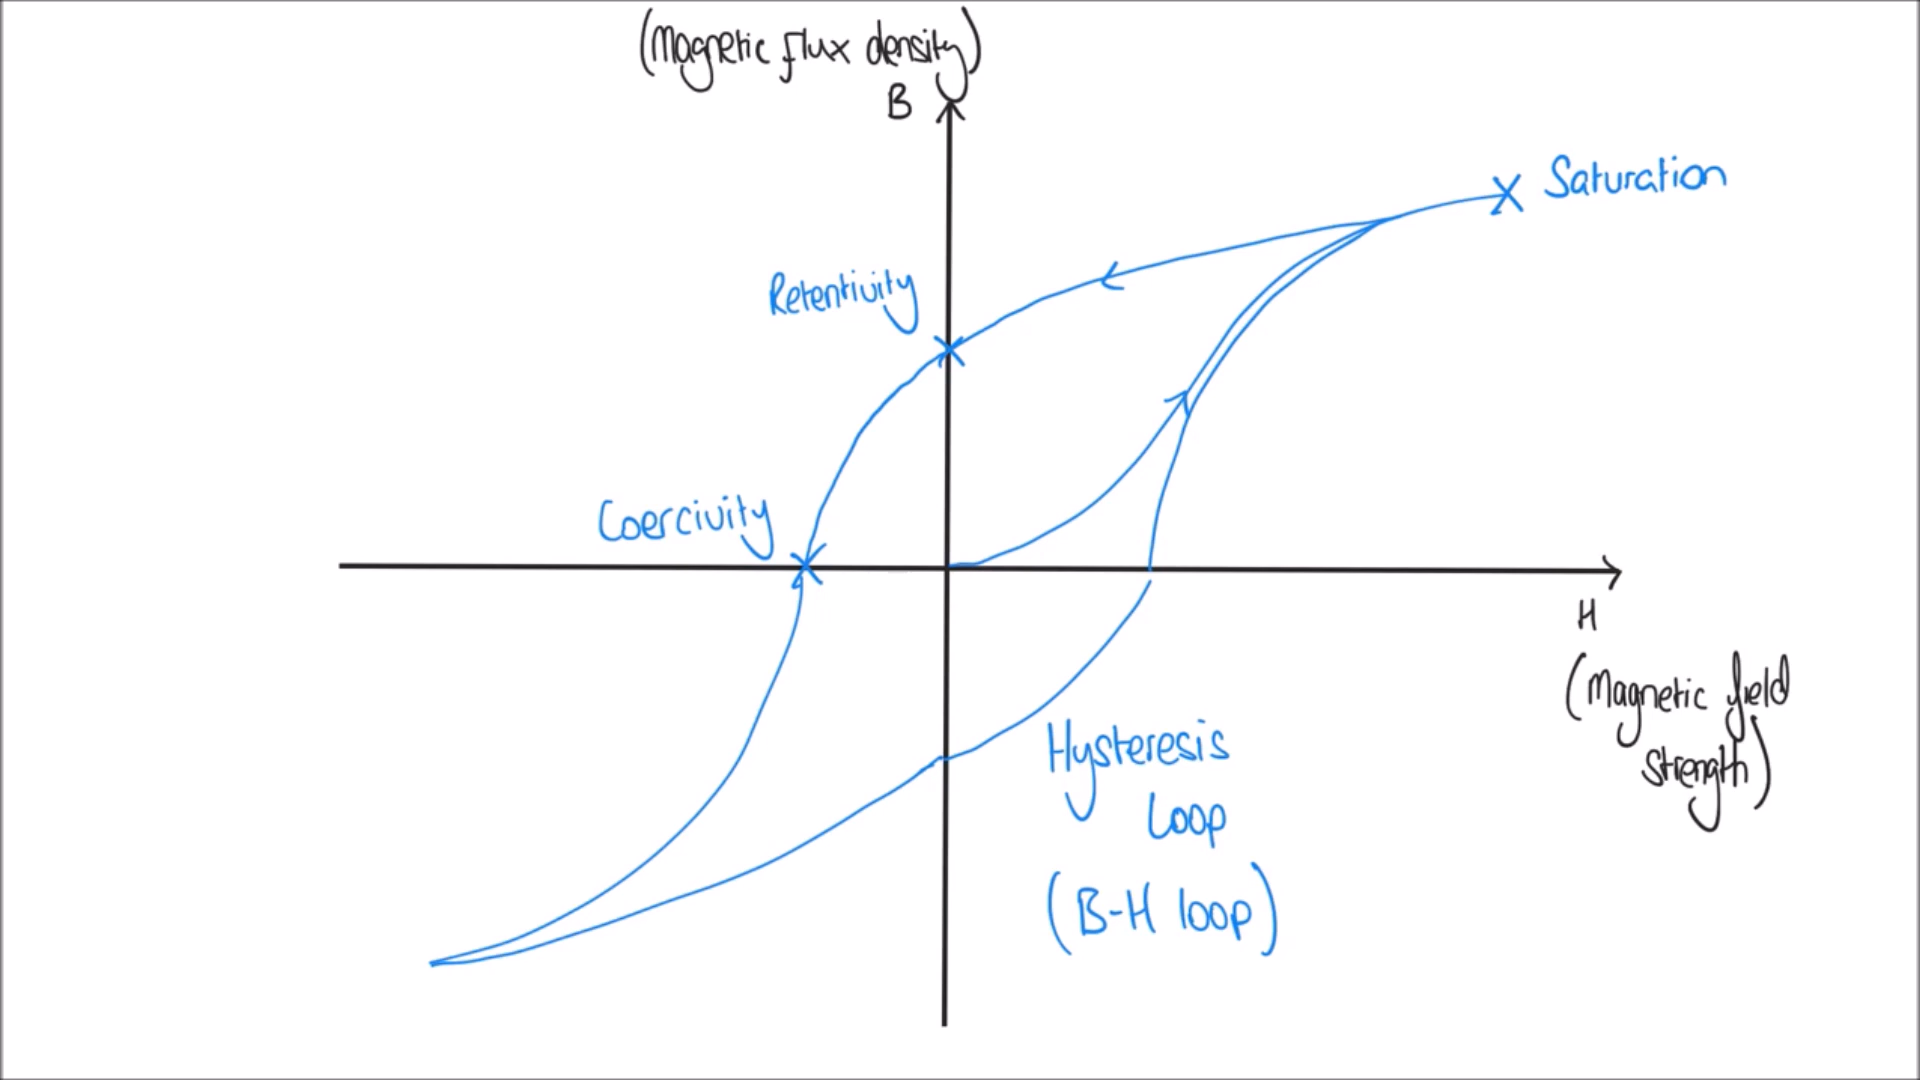 (Magnetic flux density)
B
Saturation
Retentivity
Coercivity
H
(Magnetic field
strength)
Hysteresis
Loop
(B-H loop)